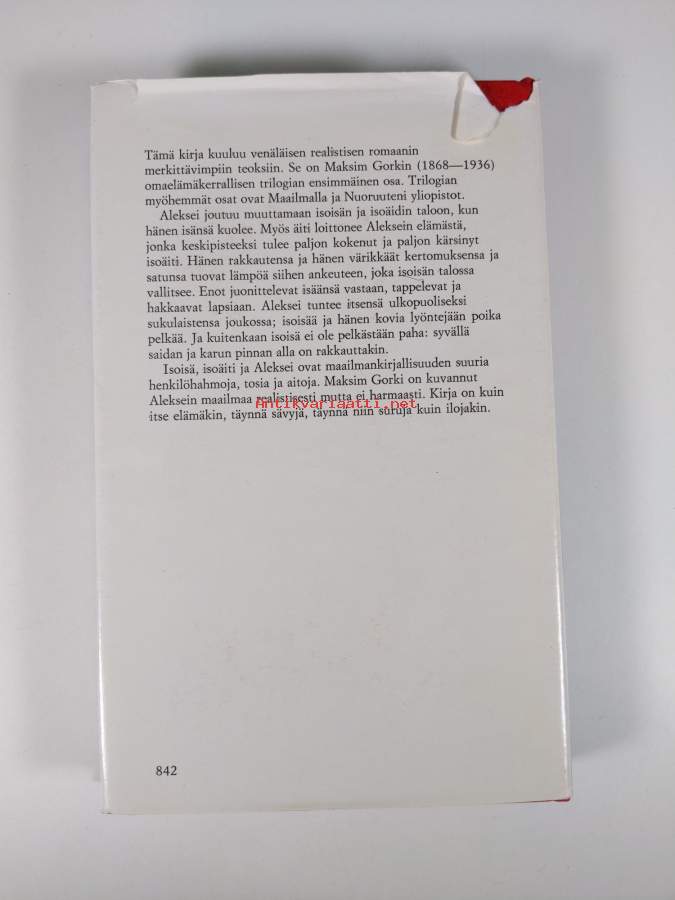 Tämä kirja kuuluu venäläisen realistisen romaanin
merkittävimpiin teoksiin. Se on Maksim Gorkin (1868—1936)
omaelämäkerrallisen trilogian ensimmäinen osa. Trilogian
myöhemmät osat ovat Maailmalla ja Nuoruuteni yliopistot.
Aleksei joutuu muuttamaan isoisän ja isoäidin taloon, kun
hänen isänsä kuolee. Myös äiti loittonee Aleksein elämästä,
jonka keskipisteeksi tulee paljon kokenut ja paljon kärsinyt
isoäiti. Hänen rakkautensa ja hänen värikkäät kertomuksensa ja
satunsa tuovat lämpöä siihen ankeuteen, joka isoisän talossa
vallitsee. Enot juonittelevat isäänsä vastaan, tappelevat ja
hakkaavat lapsiaan. Aleksei tuntee itsensä ulkopuoliseksi
sukulaistensa joukossa; isoisää ja hänen kovia lyöntejään poika
pelkää. Ja kuitenkaan isoisä ei ole pelkästään paha: syvällä
saidan ja karun pinnan alla on rakkauttakin.
Isoisä, isoäiti ja Aleksei ovat maailmankirjallisuuden suuria
henkilöhahmoja, tosia ja aitoja. Maksim Gorki on kuvannut
Aleksein maailmaa realistisesti mutta ei harmaasti. Kirja on kuin
Antikvariaatti.net
itse elämäkin, täynnä sävyjä, täynnä niin suruja kuin ilojakin.
842